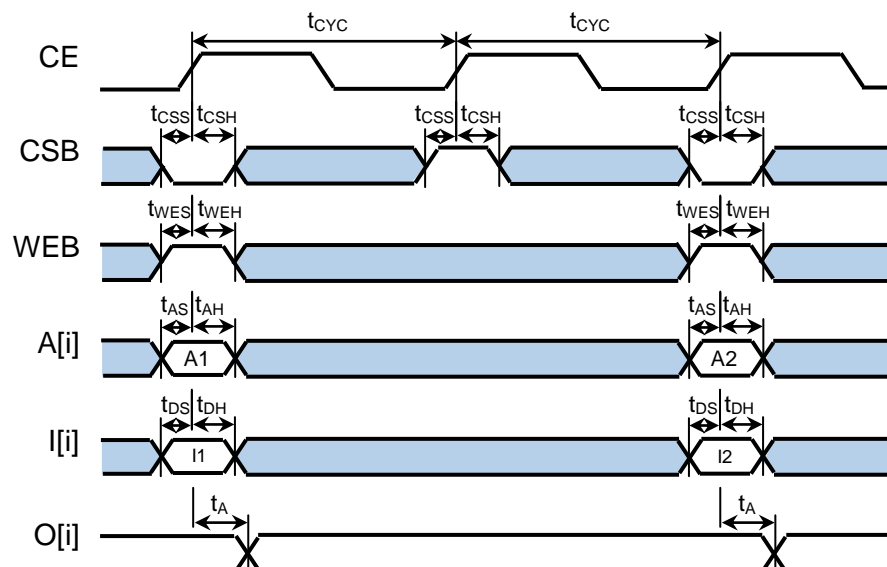 tCYC tCYC
CE
tCSS tCSH tCSS tCSH tCSS tCSH
CSB
tWES tWEH tWES tWEH
WEB
tAS tAH tAS tAH
A[i] A1 A2
tDS tDH tDS tDH
I[i] I1 I2
tA tA
O[i]